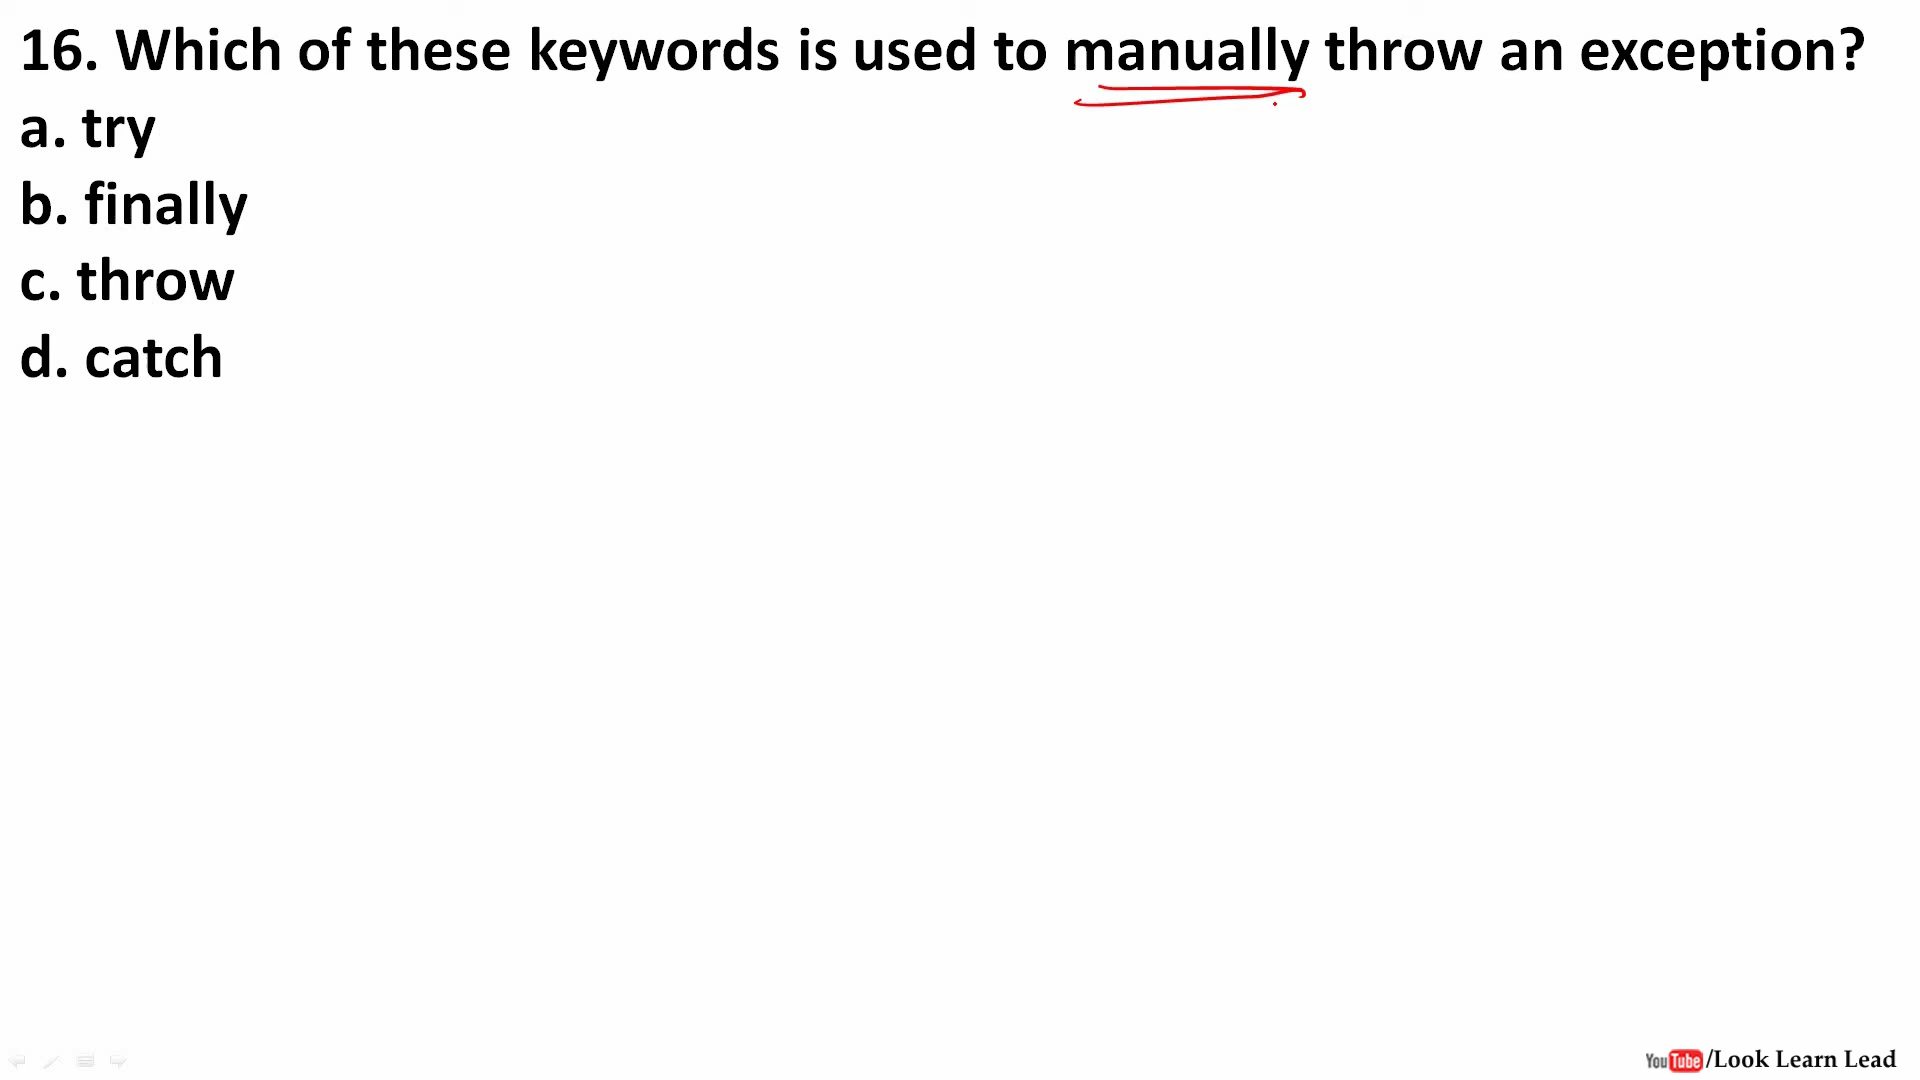 16. Which of these keywords is used to manually throw an exception?
a. try
b. finally
c. throw
d. catch
YouTube/Look Learn Lead